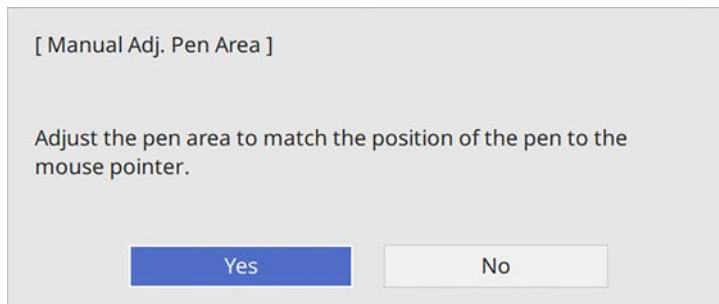 [ Manual Adj. Pen Area ]
Adjust the pen area to match the position of the pen to the
mouse pointer.
Yes
No